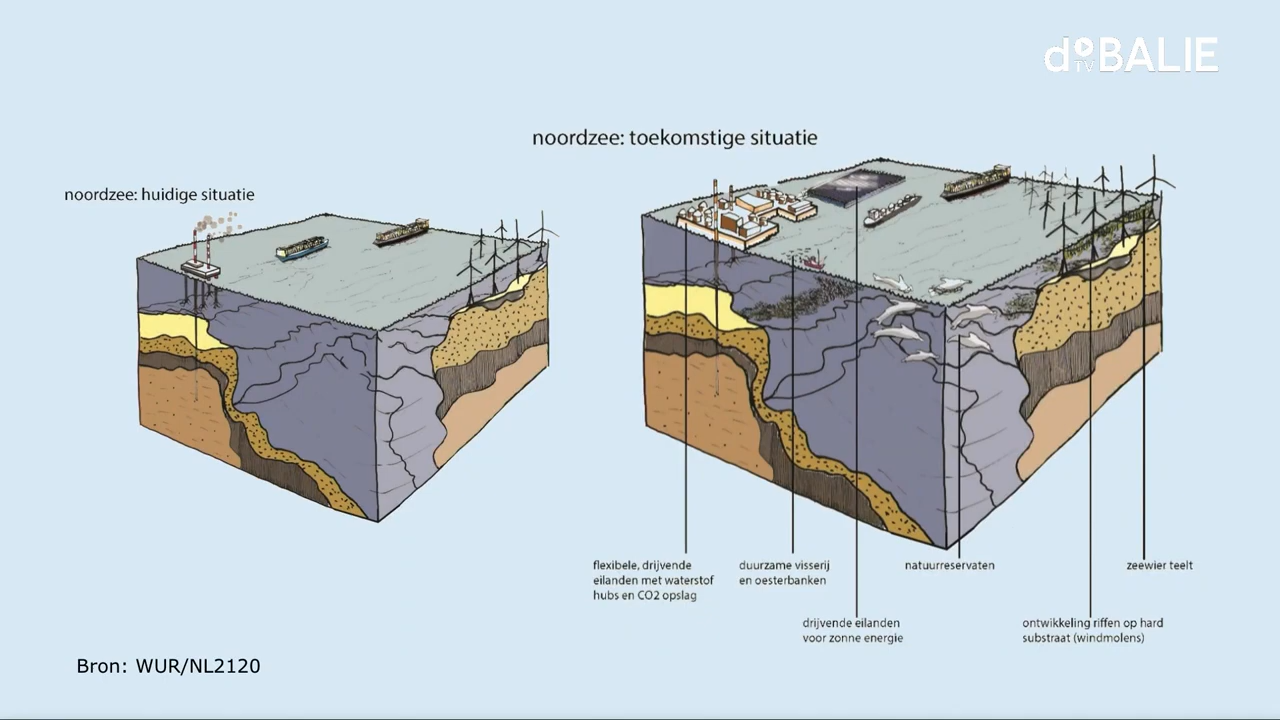 de BALIE
TV
noordzee: toekomstige situatie
noordzee: huidige situatie
flexibele, drijvende
eilanden met waterstof
hubs en CO2 opslag
duurzame visserij
en oesterbanken
natuurreservaten
zeewier teelt
drijvende eilanden
voor zonne energie
ontwikkeling riffen op hard
substraat (windmolens)
Bron: WUR/NL2120